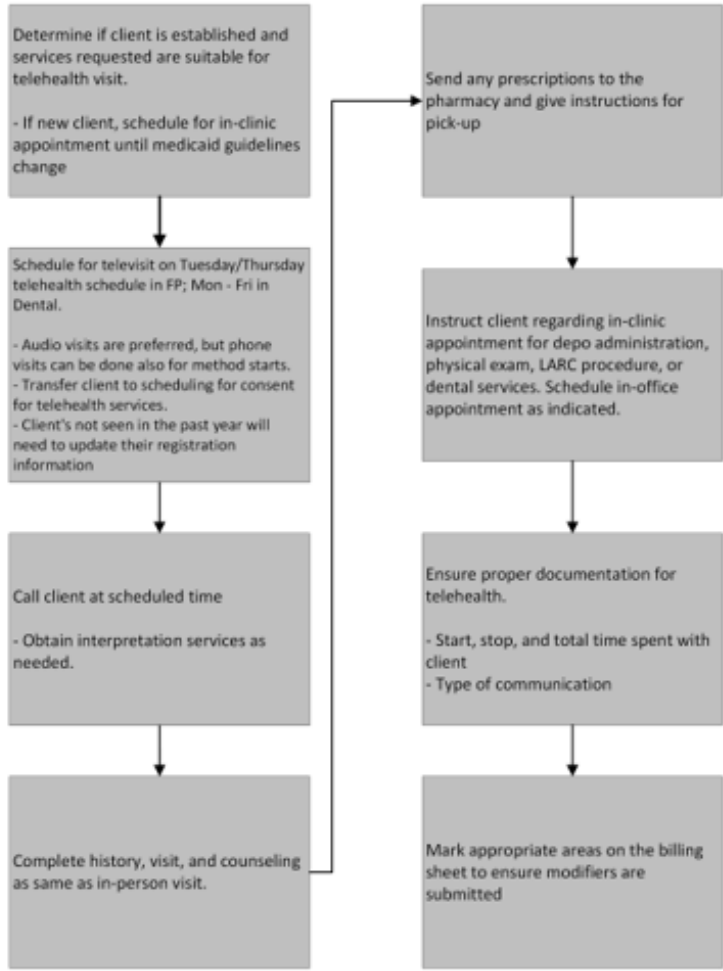 Determine if client is established and
services requested are suitable for
telehealth visit.
- If new client, schedule for in-clinic
appointment until medicaid guidelines
change
Schedule for televisit on Tuesday/Thursday
telehealth schedule in FP; Mon - Fri in
Dental.
- Audio visits are preferred, but phone
visits can be done also for method starts.
- Transfer client to scheduling for consent
for telehealth services.
- Client's not seen in the past year will
need to update their registration
information
Call client at scheduled time
- Obtain interpretation services as
needed.
Complete history, visit, and counseling
as same as in-person visit.
Send any prescriptions to the
pharmacy and give instructions for
pick-up
Instruct client regarding in-clinic
appointment for depo administration,
physical exam, LARC procedure, or
dental services. Schedule in-office
appointment as indicated.
Ensure proper documentation for
telehealth.
- Start, stop, and total time spent with
client
- Type of communication
Mark appropriate areas on the billing
sheet to ensure modifiers are
submitted